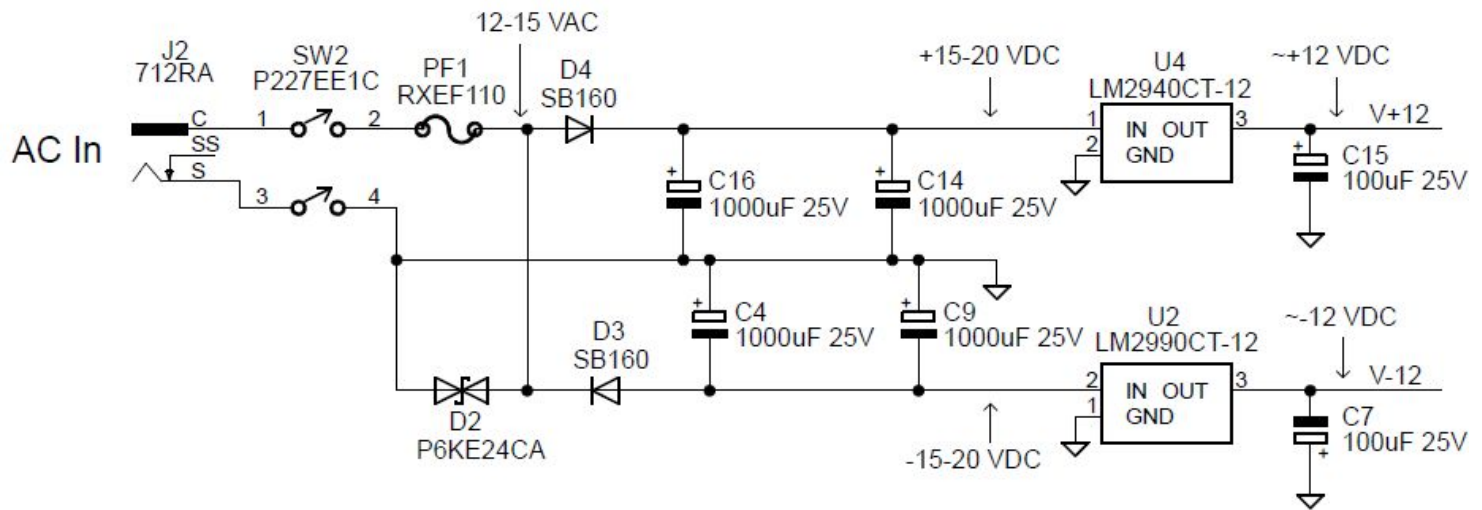 12-15 VAC
J2
712RA
SW2
P227EE1C
PF1
RXEF110
D4
SB160
+15-20 VDC
U4
LM2940CT-12
~+12 VDC
AC In
C
SS
S
1
2
3
4
1
2
IN OUT
GND
3
V+12
+
C16
1000uF 25V
+
C14
1000uF 25V
+
C15
100uF 25V
+
C4
1000uF 25V
+
C9
1000uF 25V
D3
SB160
U2
LM2990CT-12
~-12 VDC
D2
P6KE24CA
2
1
IN OUT
GND
3
V-12
-15-20 VDC
C7
100uF 25V
+